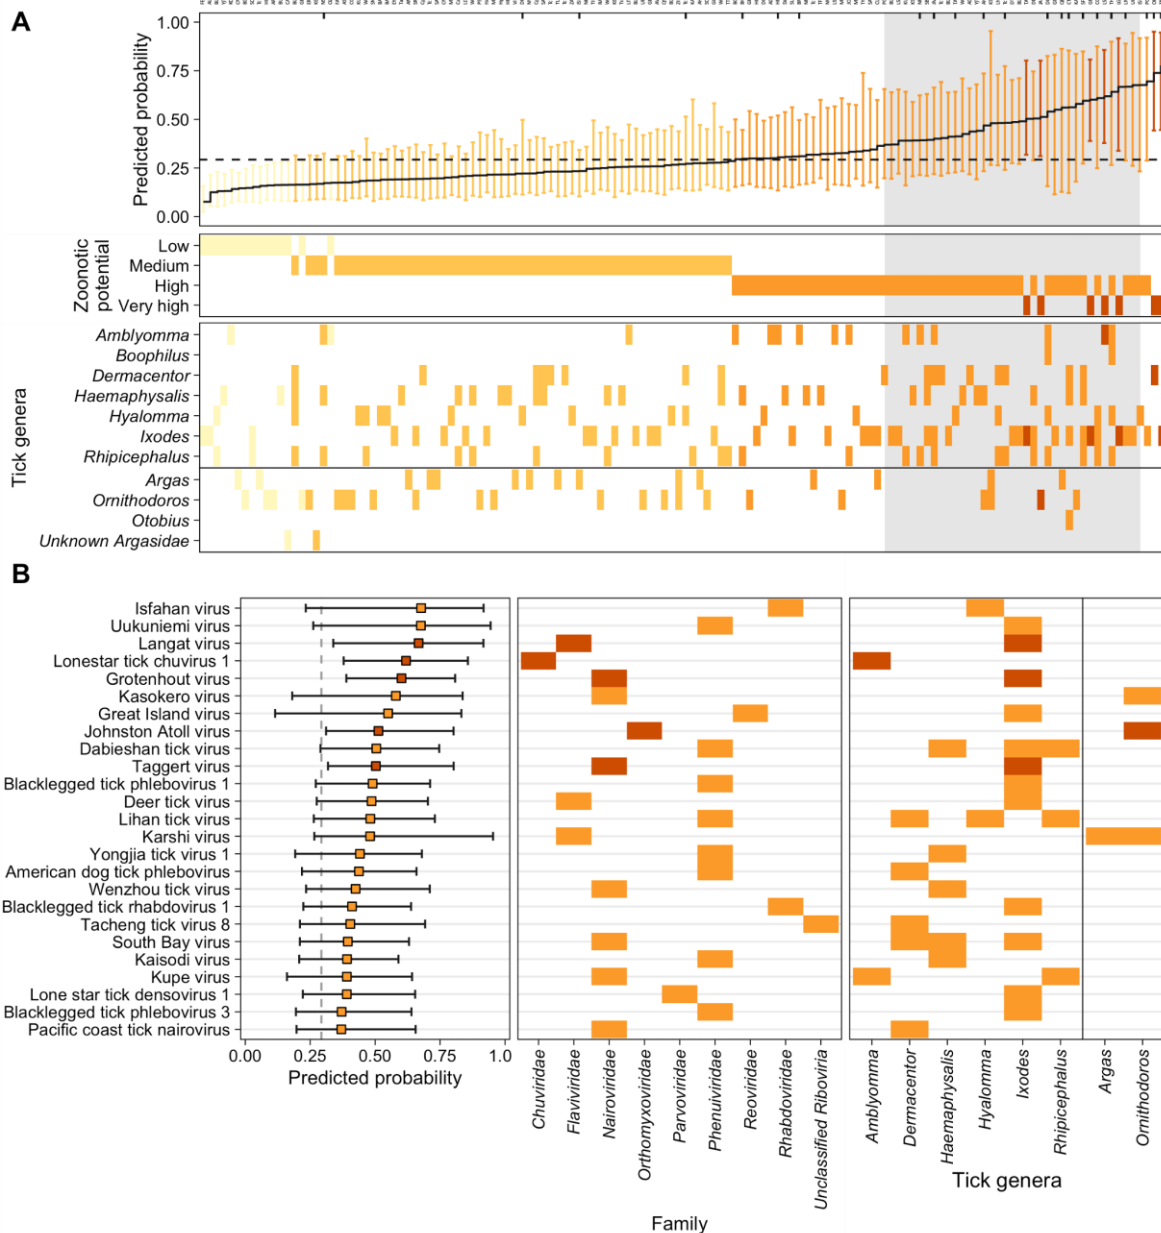 A
Predicted probability
1.00
0.75
0.50
0.25
0.00
Zoonotic
potential
Low
Medium
High
Very high
Tick genera
Amblyomma
Boophilus
Dermacentor
Haemaphysalis
Hyalomma
Ixodes
Rhipicephalus
Argas
Ornithodoros
Otobius
Unknown Argasidae
B
Isfahan virus
Uukuniemi virus
Langat virus
Lonestar tick chuvirus 1
Grotenhout virus
Kasokero virus
Great Island virus
Johnston Atoll virus
Dabieshan tick virus
Taggert virus
Blacklegged tick phlebovirus 1
Deer tick virus
Lihan tick virus
Karshi virus
Yongjia tick virus 1
American dog tick phlebovirus
Wenzhou tick virus
Blacklegged tick rhabdovirus 1
Tacheng tick virus 8
South Bay virus
Kaisodi virus
Kupe virus
Lone star tick densovirus 1
Blacklegged tick phlebovirus 3
Pacific coast tick nairovirus
0.00 0.25 0.50 0.75 1.0
Predicted probability
Chuviridae
Flaviviridae
Nairoviridae
Orthomyxoviridae
Parvoviridae
Phenuiviridae
Reoviridae
Rhabdoviridae
Unclassified Riboviria
Family
Amblyomma
Dermacentor
Haemaphysalis
Hyalomma
Ixodes
Rhipicephalus
Argas
Ornithodoros
Tick genera